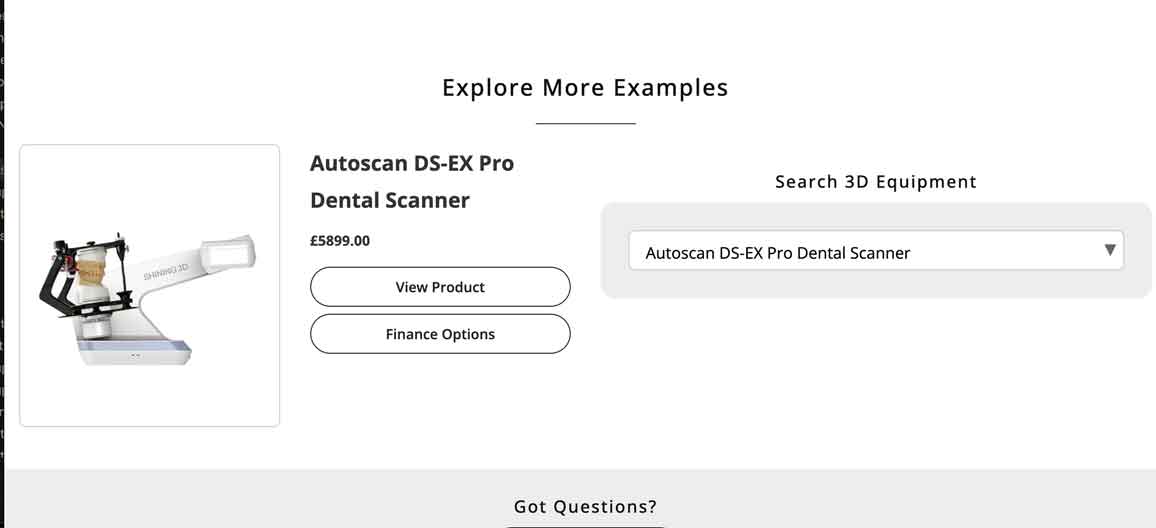 Explore More Examples
Autoscan DS-EX Pro
Dental Scanner
£5899.00
View Product
Finance Options
SHINING 3D
Search 3D Equipment
Autoscan DS-EX Pro Dental Scanner
Got Questions?